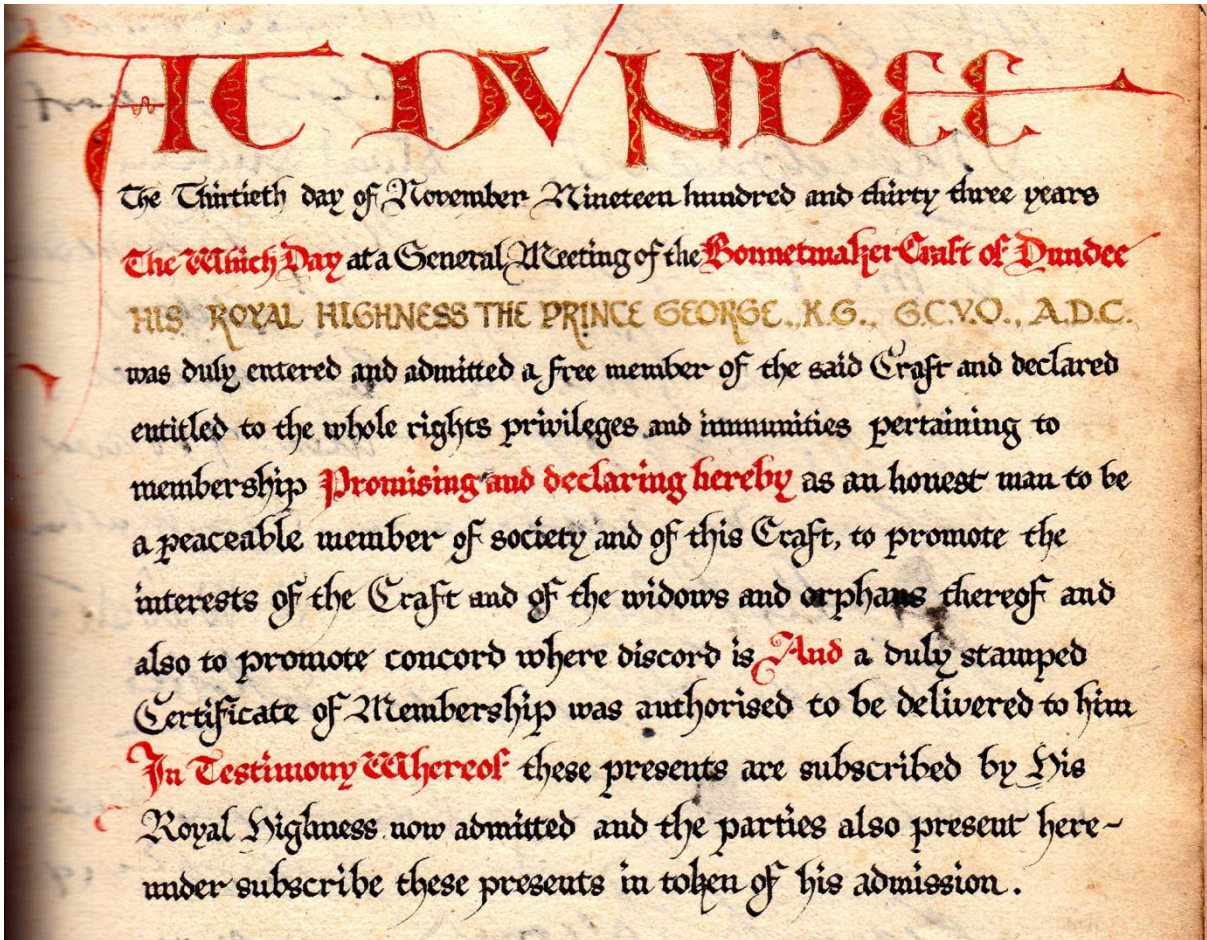 AT DUNDEE
The Thirtieth day of November Nineteen hundred and thirty three years
The Which Day at a General Meeting of the Bonnetmaker Craft of Dundee
HIS ROYAL HIGHNESS THE PRINCE GEORGE., K.G., G.C.V.O., A.D.C.
was duly entered and admitted a free member of the said Craft and declared
entitled to the whole rights privileges and immunities pertaining to
membership Promising and declaring hereby as an honest man to be
a peaceable member of society and of this Craft, to promote the
interests of the Craft and of the widows and orphans thereof and
also to promote concord where discord is And a duly stamped
Certificate of Membership was authorised to be delivered to him
In Testimony Whereof these presents are subscribed by His
Royal Highness now admitted and the parties also present here-
under subscribe these presents in token of his admission.